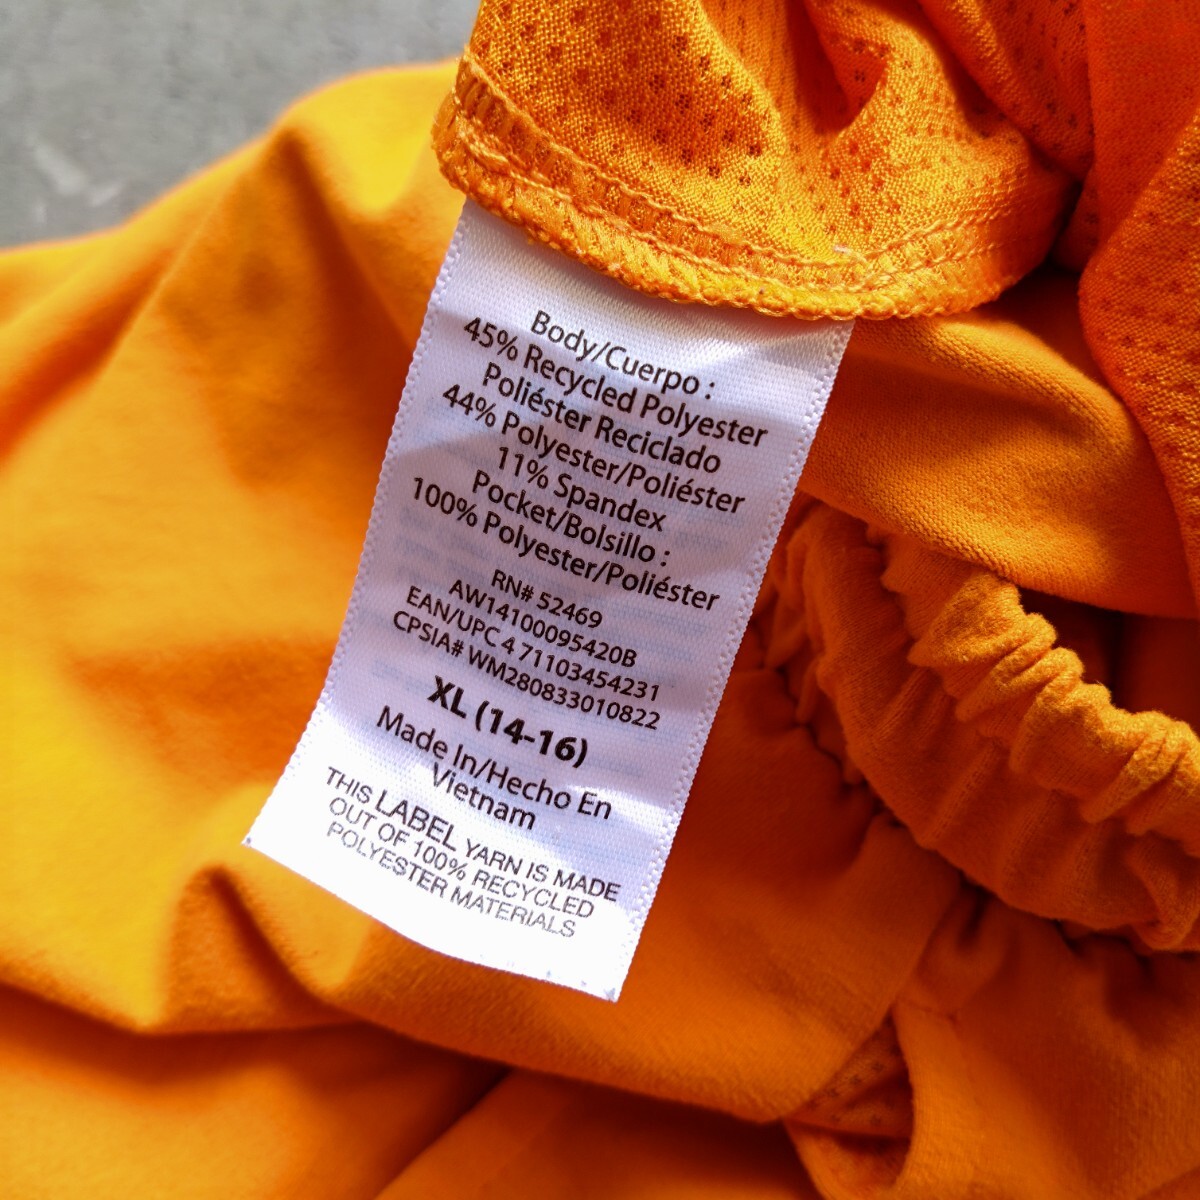 Body/Cuerpo :
45% Recycled Polyester
Poliéster Reciclado
44% Polyester/Poliéster
11% Spandex
Pocket/Bolsillo :
100% Polyester/Poliéster
RN# 52469
AW14100095420B
EAN/UPC 4 71103454231
CPSIA# WM280833010822
XL (14-16)
Made In/Hecho En
Vietnam
THIS LABEL YARN IS MADE
OUT OF 100% RECYCLED
POLYESTER MATERIALS